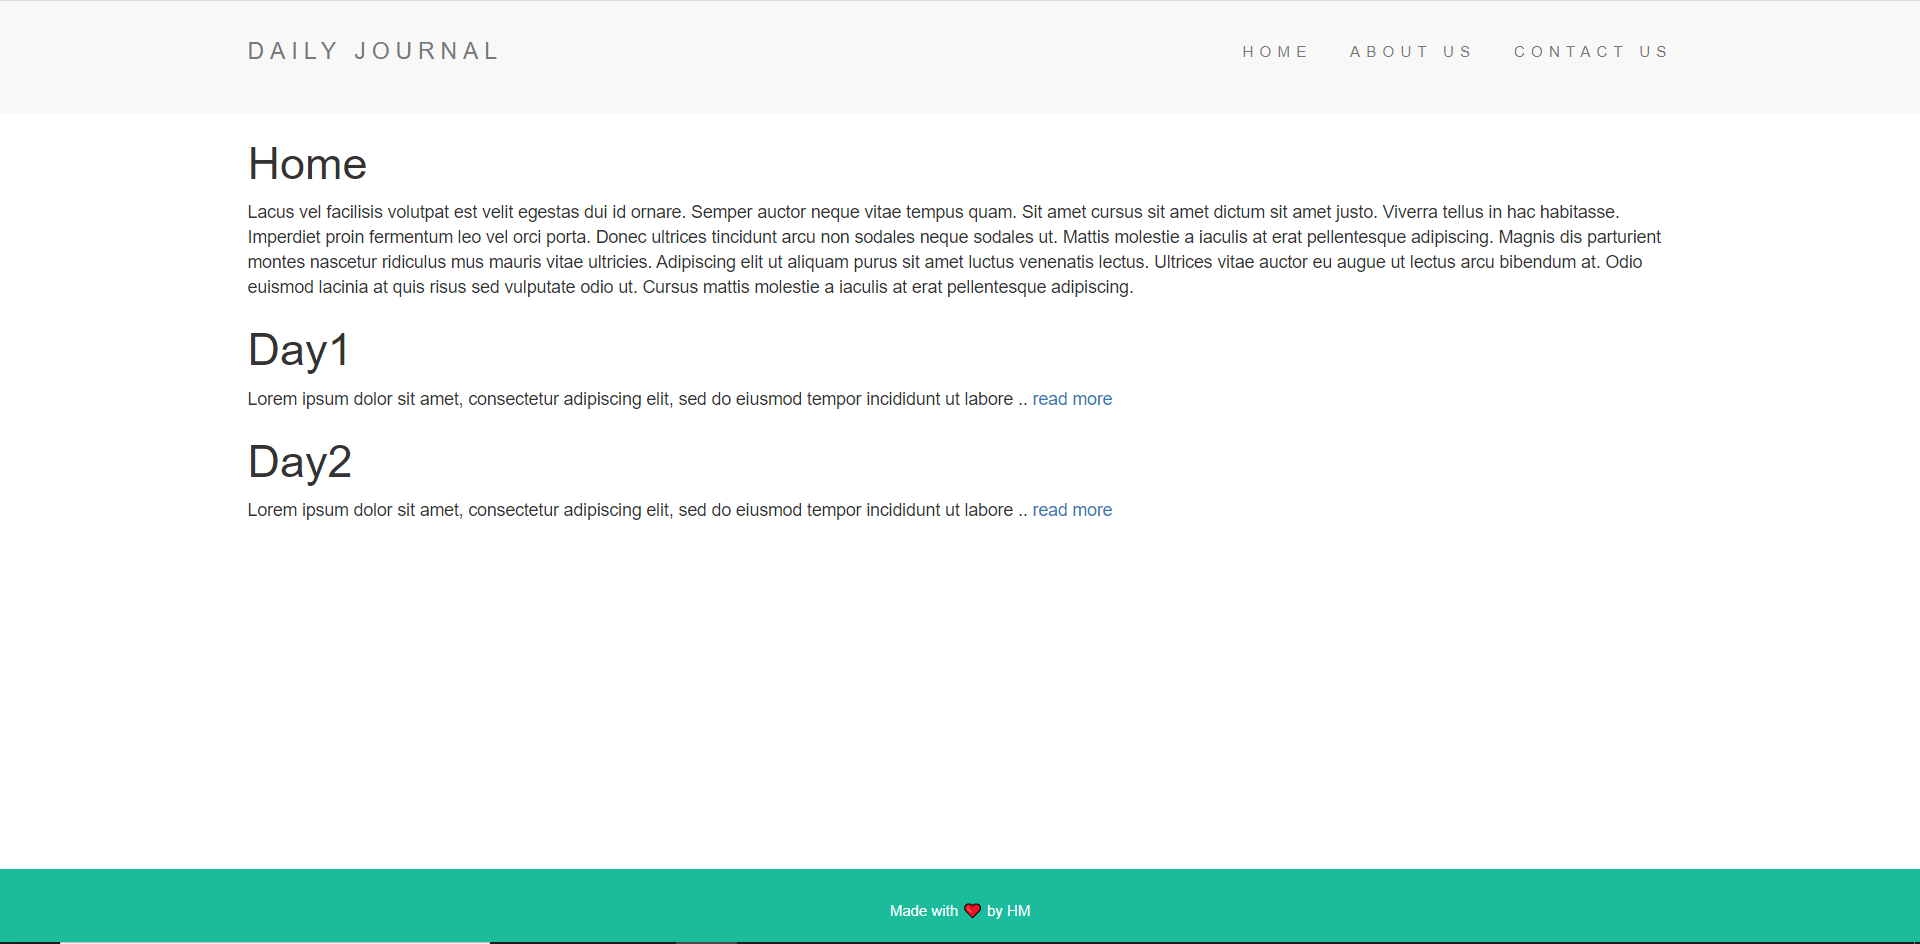 DAILY JOURNAL
HOME ABOUT US CONTACT US
Home
Lacus vel facilisis volutpat est velit egestas dui id ornare. Semper auctor neque vitae tempus quam. Sit amet cursus sit amet dictum sit amet justo. Viverra tellus in hac habitasse.
Imperdiet proin fermentum leo vel orci porta. Donec ultrices tincidunt arcu non sodales neque sodales ut. Mattis molestie a iaculis at erat pellentesque adipiscing. Magnis dis parturient
montes nascetur ridiculus mus mauris vitae ultricies. Adipiscing elit ut aliquam purus sit amet luctus venenatis lectus. Ultrices vitae auctor eu augue ut lectus arcu bibendum at. Odio
euismod lacinia at quis risus sed vulputate odio ut. Cursus mattis molestie a iaculis at erat pellentesque adipiscing.
Day1
Lorem ipsum dolor sit amet, consectetur adipiscing elit, sed do eiusmod tempor incididunt ut labore .. read more
Day2
Lorem ipsum dolor sit amet, consectetur adipiscing elit, sed do eiusmod tempor incididunt ut labore .. read more
Made with ❤ by HM